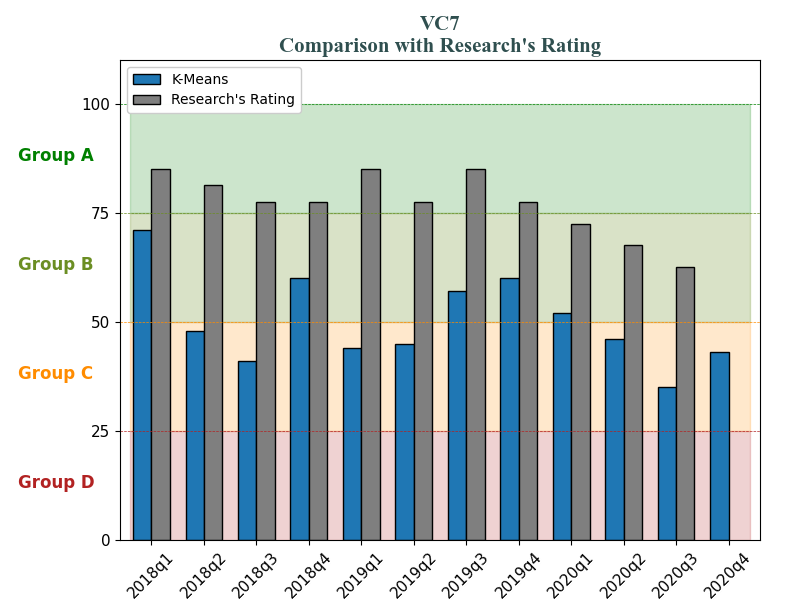 VC7
Comparison with Research's Rating
K-Means
Research's Rating
100
Group A
75
Group B
50
Group C
25
Group D
0
2018q1
2018q2
2018q3
2018q4
2019q1
2019q2
2019q3
2019q4
2020q1
2020q2
2020q3
2020q4